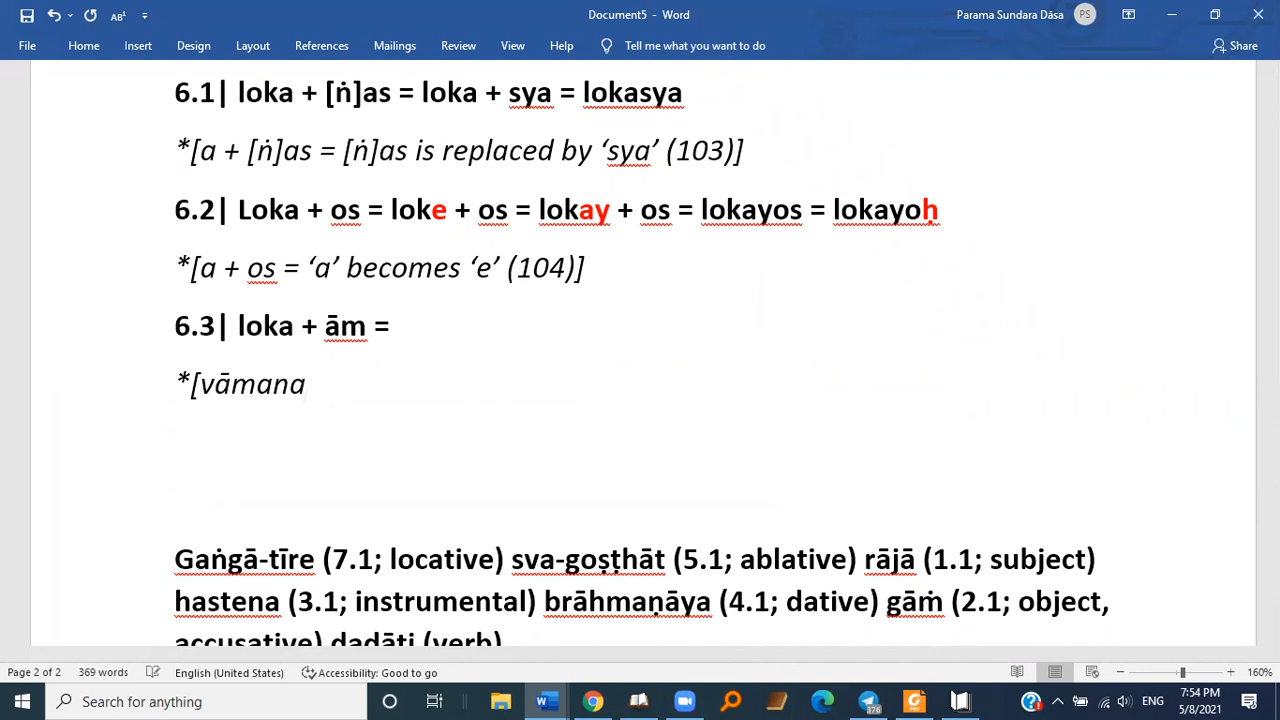 Document5 - Word
Parama Sundara Dāsa PS
File Home Insert Design Layout References Mailings Review View Help Tell me what you want to do Share
6.1| loka + [ṅ]as = loka + sya = lokasya
*[a + [ṅ]as = [ṅ]as is replaced by ‘sya’ (103)]
6.2| Loka + os = loke + os = lokay + os = lokayos = lokayoḥ
*[a + os = ‘a’ becomes ‘e’ (104)]
6.3| loka + ām =
*[vāmana
Gaṅgā-tīre (7.1; locative) sva-goṣṭhāt (5.1; ablative) rājā (1.1; subject)
hastena (3.1; instrumental) brāhmaṇāya (4.1; dative) gāṁ (2.1; object,
accusative) dadāti (verb)
Page 2 of 2 369 words English (United States) Accessibility: Good to go 160%
Search for anything 376 ENG 7:54 PM
5/8/2021